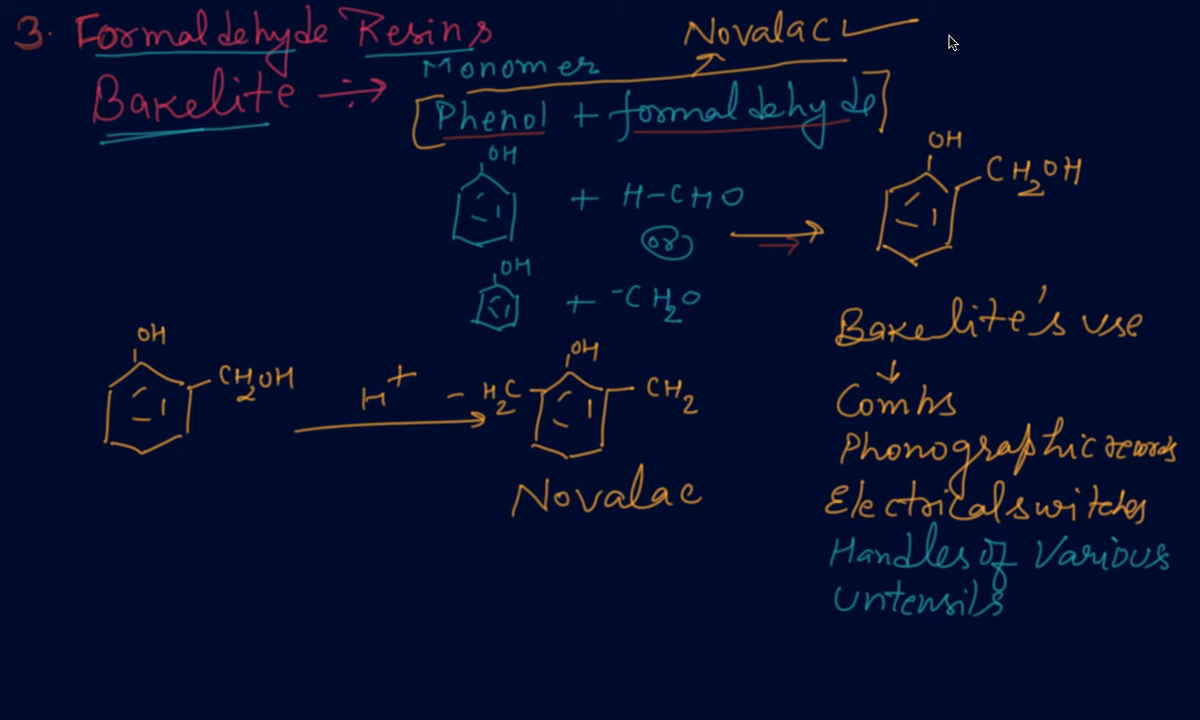 3. Formaldehyde Resins
Novalac
Bakelite
Monomer
Phenol + formaldehyde
OH
+ H-CHO
OH
CH2OH
or
OH
+ -CH2O
OH
CH2OH
H+
- H2C
OH
CH2
Novalac
Bakelite's use
Combs
Phonographic records
Electrical switches
Handles of Various
untensils